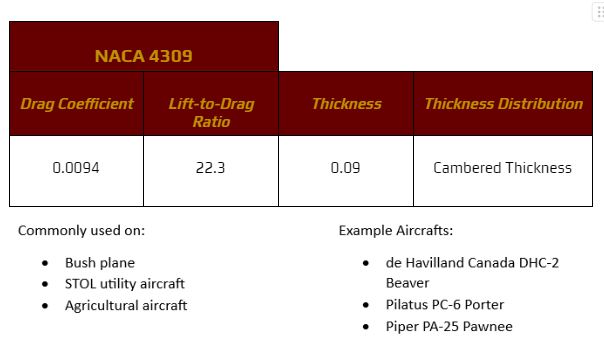 NACA 4309
Drag Coefficient
Lift-to-Drag
Ratio
Thickness
Thickness Distribution
0.0094
22.3
0.09
Cambered Thickness
Commonly used on:
• Bush plane
• STOL utility aircraft
• Agricultural aircraft
Example Aircrafts:
• de Havilland Canada DHC-2
Beaver
• Pilatus PC-6 Porter
• Piper PA-25 Pawnee